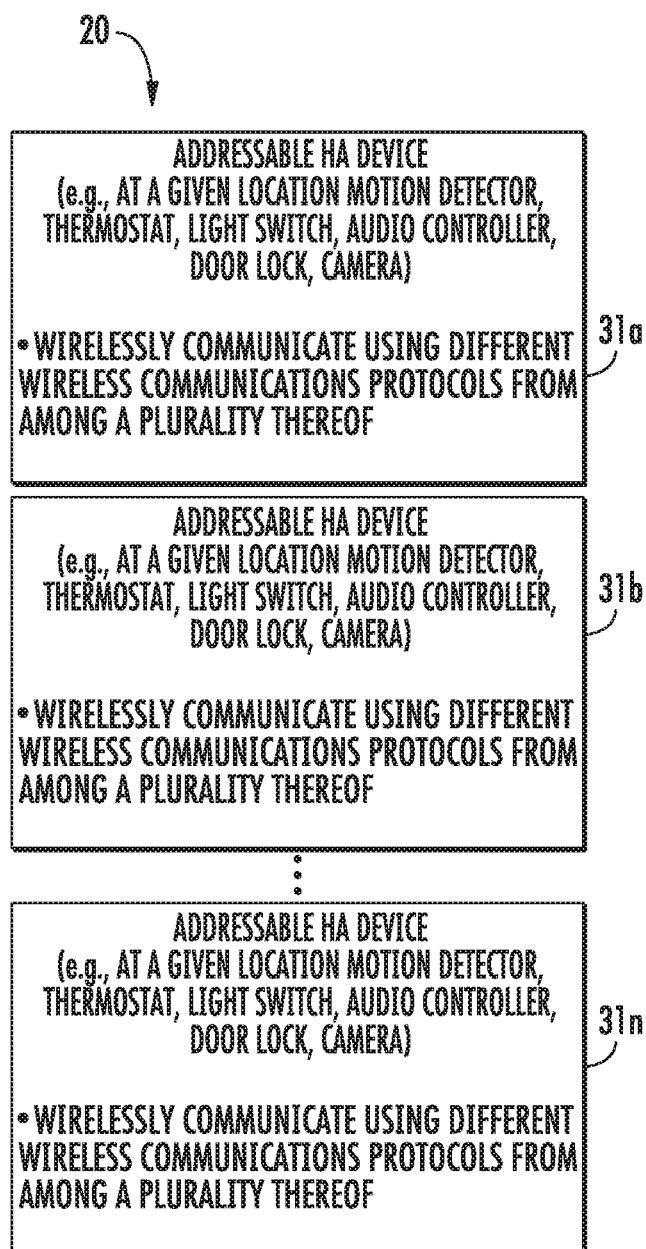 20
ADDRESSABLE HA DEVICE
(e.g., AT A GIVEN LOCATION MOTION DETECTOR,
THERMOSTAT, LIGHT SWITCH, AUDIO CONTROLLER,
DOOR LOCK, CAMERA)
• WIRELESSLY COMMUNICATE USING DIFFERENT
WIRELESS COMMUNICATIONS PROTOCOLS FROM
AMONG A PLURALITY THEREOF
31a
ADDRESSABLE HA DEVICE
(e.g., AT A GIVEN LOCATION MOTION DETECTOR,
THERMOSTAT, LIGHT SWITCH, AUDIO CONTROLLER,
DOOR LOCK, CAMERA)
• WIRELESSLY COMMUNICATE USING DIFFERENT
WIRELESS COMMUNICATIONS PROTOCOLS FROM
AMONG A PLURALITY THEREOF
31b
ADDRESSABLE HA DEVICE
(e.g., AT A GIVEN LOCATION MOTION DETECTOR,
THERMOSTAT, LIGHT SWITCH, AUDIO CONTROLLER,
DOOR LOCK, CAMERA)
• WIRELESSLY COMMUNICATE USING DIFFERENT
WIRELESS COMMUNICATIONS PROTOCOLS FROM
AMONG A PLURALITY THEREOF
31n